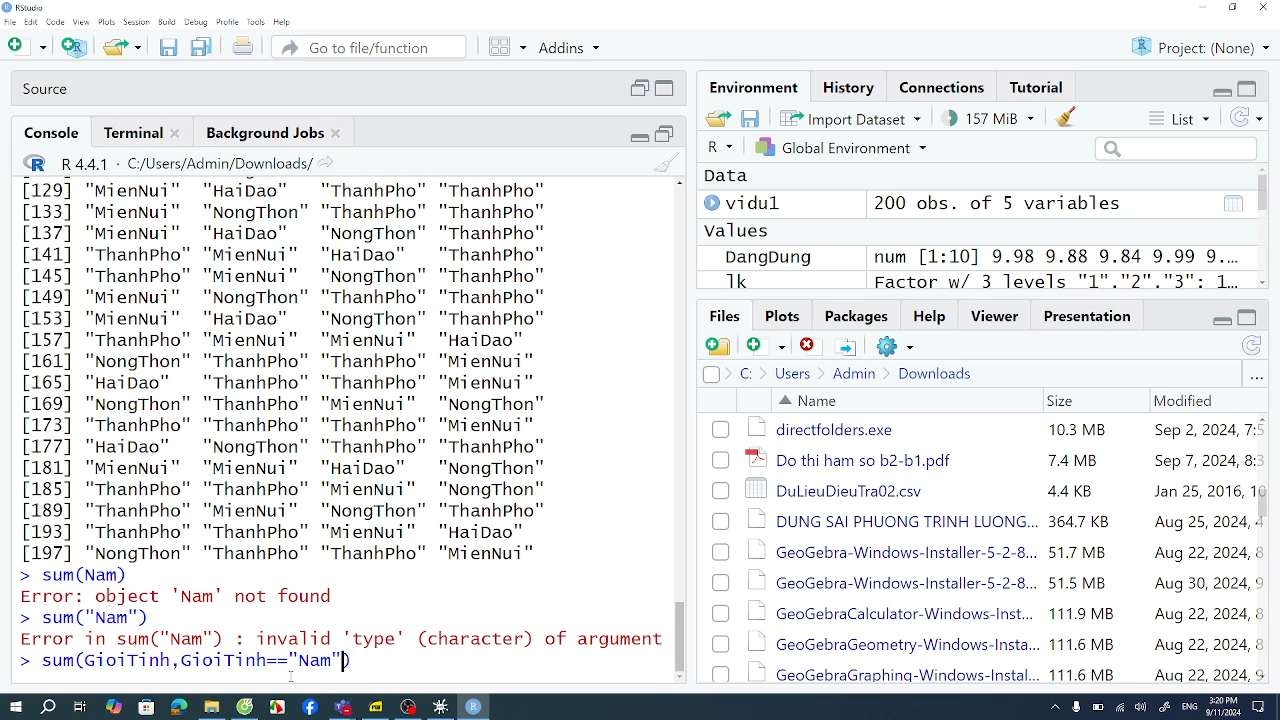 RStudio
File Edit Code View Plots Session Build Debug Profile Tools Help
Go to file/function Addins Project: (None)
Source
Console Terminal Background Jobs
R 4.4.1 · C:/Users/Admin/Downloads/
[129] "MienNui" "HaiDao" "ThanhPho" "ThanhPho"
[133] "MienNui" "NongThon" "ThanhPho" "ThanhPho"
[137] "MienNui" "HaiDao" "NongThon" "ThanhPho"
[141] "ThanhPho" "MienNui" "HaiDao" "ThanhPho"
[145] "ThanhPho" "MienNui" "NongThon" "ThanhPho"
[149] "MienNui" "NongThon" "ThanhPho" "ThanhPho"
[153] "MienNui" "HaiDao" "NongThon" "ThanhPho"
[157] "ThanhPho" "MienNui" "MienNui" "HaiDao"
[161] "NongThon" "ThanhPho" "ThanhPho" "MienNui"
[165] "HaiDao" "ThanhPho" "ThanhPho" "MienNui"
[169] "NongThon" "ThanhPho" "MienNui" "NongThon"
[173] "ThanhPho" "ThanhPho" "ThanhPho" "MienNui"
[177] "HaiDao" "NongThon" "ThanhPho" "ThanhPho"
[181] "MienNui" "MienNui" "HaiDao" "NongThon"
[185] "ThanhPho" "ThanhPho" "MienNui" "NongThon"
[189] "ThanhPho" "MienNui" "NongThon" "ThanhPho"
[193] "ThanhPho" "ThanhPho" "MienNui" "HaiDao"
[197] "NongThon" "ThanhPho" "ThanhPho" "MienNui"
> sum(Nam)
Error: object 'Nam' not found
> sum("Nam")
Error in sum("Nam") : invalid 'type' (character) of argument
> sum(GioiTinh,GioiTinh=="Nam")
Environment History Connections Tutorial
Import Dataset 157 MiB List
R Global Environment
Data
vidu1 200 obs. of 5 variables
Values
DangDung num [1:10] 9.98 9.88 9.84 9.99 9...
lk Factor w/ 3 levels "1","2","3": 1...
Files Plots Packages Help Viewer Presentation
C: Users Admin Downloads ...
Name Size Modified
directfolders.exe 10.3 MB Sep 2, 2024, 7:5
Do thi ham so b2-b1.pdf 7.4 MB Sep 7, 2024, 8:3
DuLieuDieuTra02.csv 4.4 KB Jan 25, 2016, 10
DUNG SAI PHUONG TRINH LUONG... 364.7 KB Aug 25, 2024, 4
GeoGebra-Windows-Installer-5-2-8... 51.7 MB Aug 22, 2024, 8
GeoGebra-Windows-Installer-5-2-8... 51.5 MB Aug 30, 2024, 9
GeoGebraCalculator-Windows-Inst... 111.9 MB Aug 22, 2024, 8
GeoGebraGeometry-Windows-Insta... 111.6 MB Aug 22, 2024, 8
GeoGebraGraphing-Windows-Instal... 111.6 MB Aug 22, 2024, 8
3:20 PM
9/11/2024